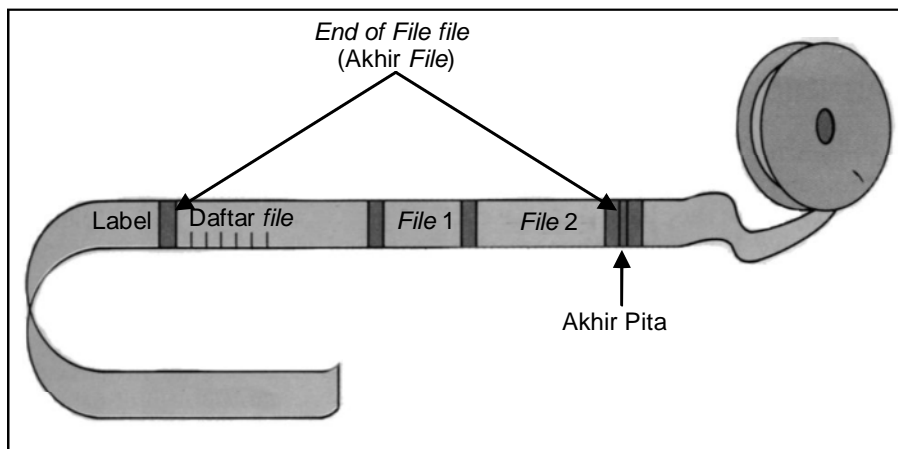 End of File file
(Akhir File)
Label
Daftar file
File 1
File 2
Akhir Pita